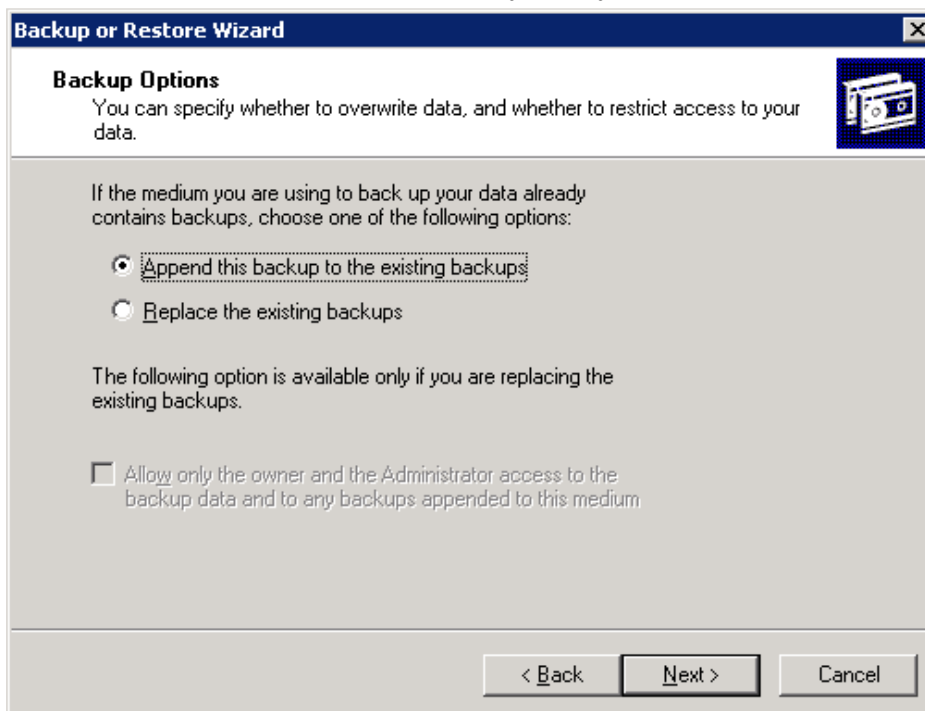 Backup or Restore Wizard
Backup Options
You can specify whether to overwrite data, and whether to restrict access to your
data.
If the medium you are using to back up your data already
contains backups, choose one of the following options:
Append this backup to the existing backups
Replace the existing backups
The following option is available only if you are replacing the
existing backups.
Allow only the owner and the Administrator access to the
backup data and to any backups appended to this medium
< Back Next > Cancel